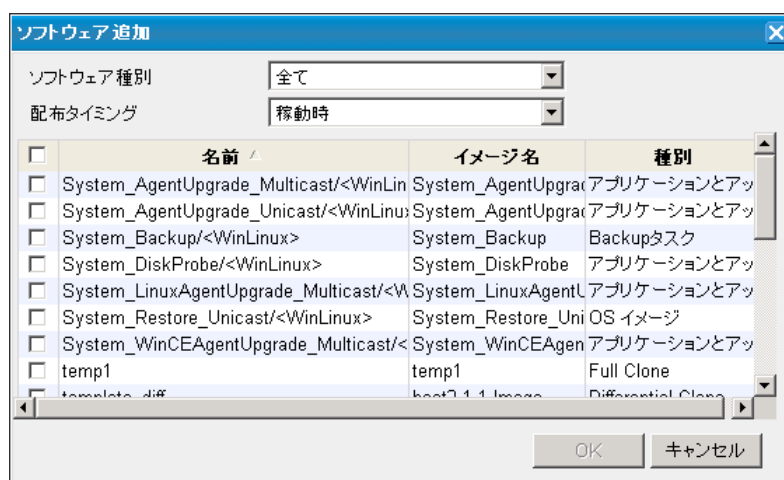 ソフトウェア追加
ソフトウェア種別 全て
配布タイミング 稼動時
名前 イメージ名 種別
System_AgentUpgrade_Multicast/<WinLin System_AgentUpgrad アプリケーションとアッ
System_AgentUpgrade_Unicast/<WinLinu System_AgentUpgrad アプリケーションとアッ
System_Backup/<WinLinux> System_Backup Backupタスク
System_DiskProbe/<WinLinux> System_DiskProbe アプリケーションとアッ
System_LinuxAgentUpgrade_Multicast/<W System_LinuxAgentU アプリケーションとアッ
System_Restore_Unicast/<WinLinux> System_Restore_Uni OS イメージ
System_WinCEAgentUpgrade_Multicast/< System_WinCEAgen アプリケーションとアッ
temp1 temp1 Full Clone
template_diff Differential Clone
OK キャンセル